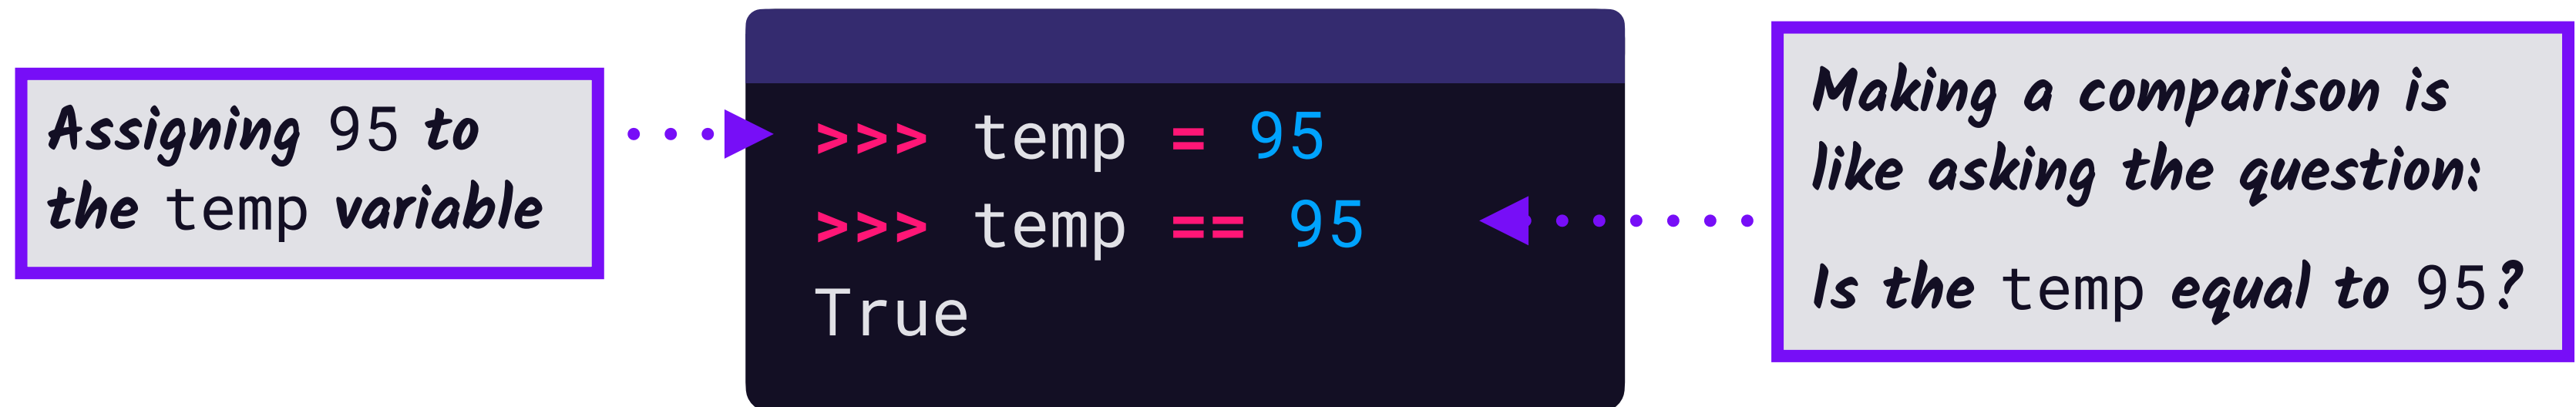 Assigning 95 to
the temp variable
>>> temp = 95
>>> temp == 95
True
Making a comparison is
like asking the question:
Is the temp equal to 95?